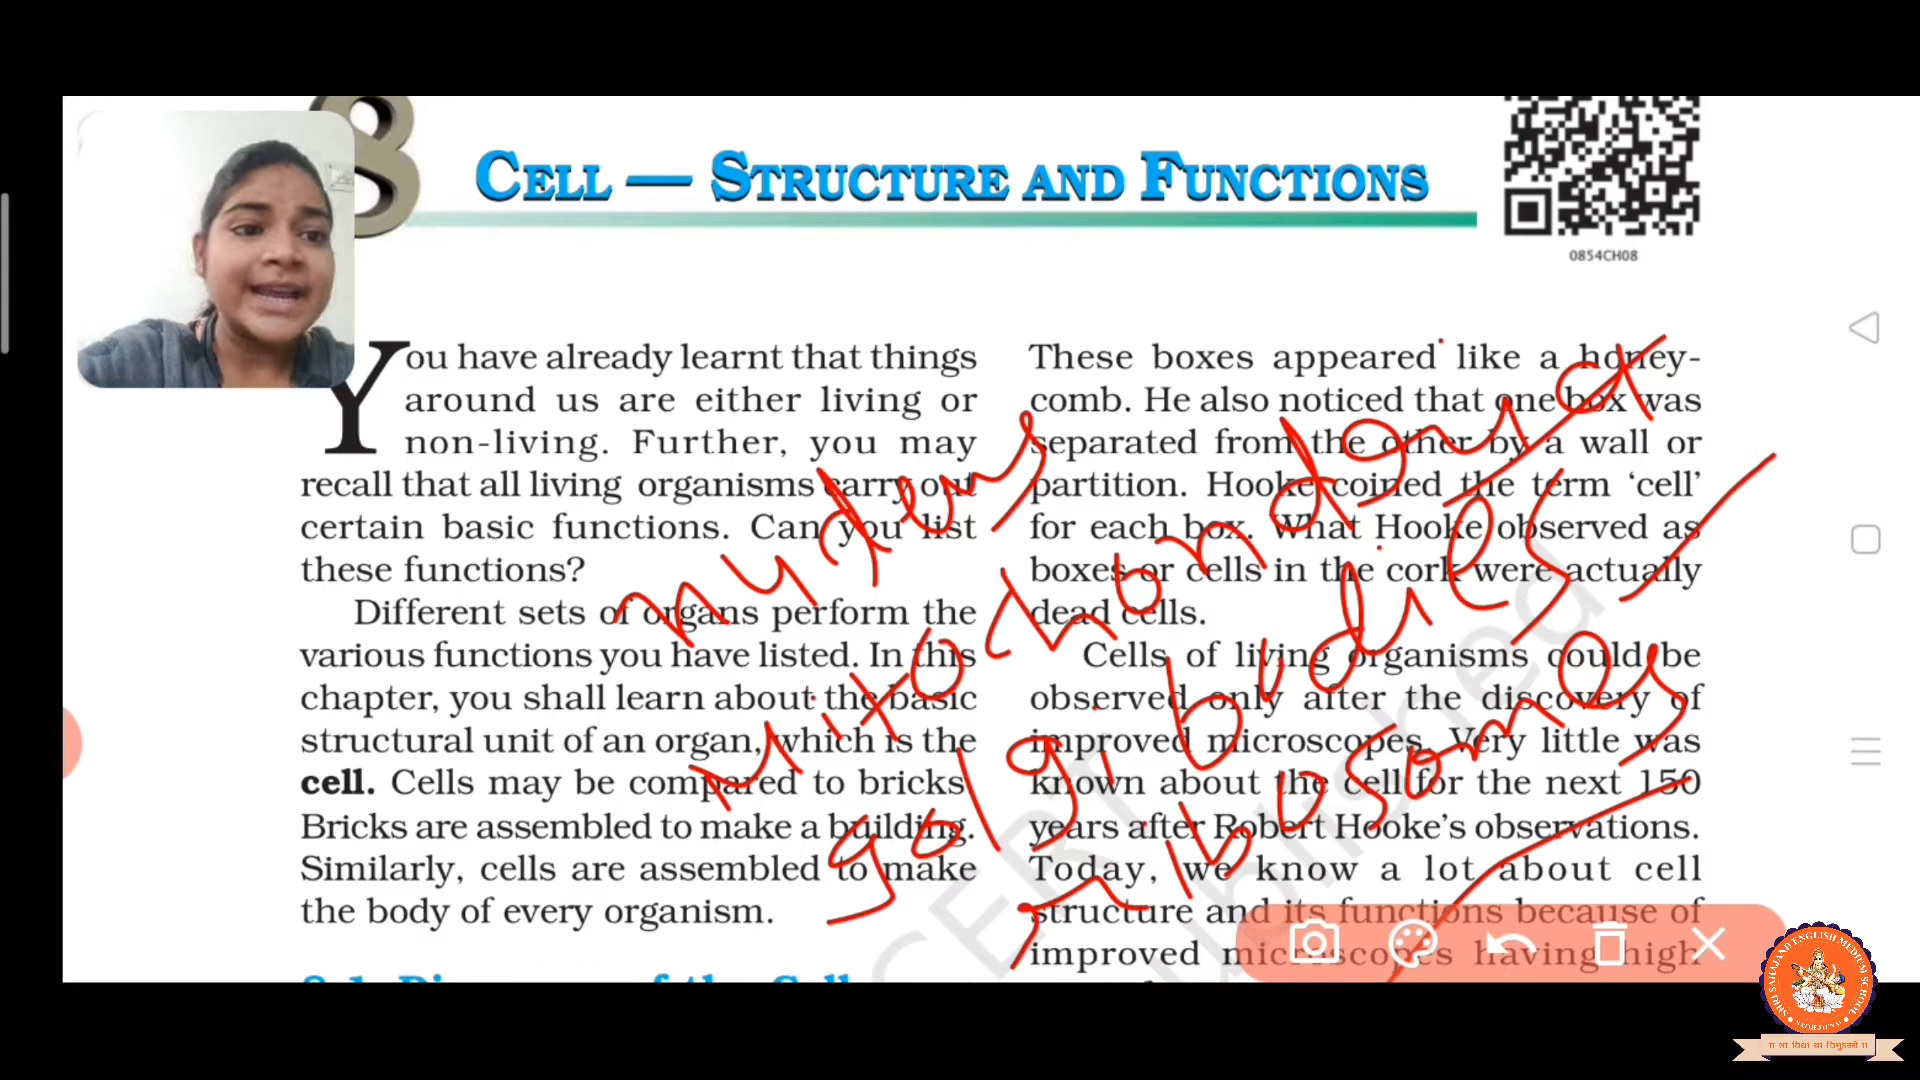 8
CELL — STRUCTURE AND FUNCTIONS
0854CH08
You have already learnt that things
around us are either living or
non-living. Further, you may
recall that all living organisms carry out
certain basic functions. Can you list
these functions?
Different sets of organs perform the
various functions you have listed. In this
chapter, you shall learn about the basic
structural unit of an organ, which is the
cell. Cells may be compared to bricks.
Bricks are assembled to make a building.
Similarly, cells are assembled to make
the body of every organism.
These boxes appeared like a honey-
comb. He also noticed that one box was
separated from the other by a wall or
partition. Hooke coined the term ‘cell’
for each box. What Hooke observed as
boxes or cells in the cork were actually
dead cells.
Cells of living organisms could be
observed only after the discovery of
improved microscopes. Very little was
known about the cell for the next 150
years after Robert Hooke’s observations.
Today, we know a lot about cell
structure and its functions because of
improved microscopes having high
golgi bodies
ribosomes
SHRI SAHAJANAND ENGLISH MEDIUM SCHOOL